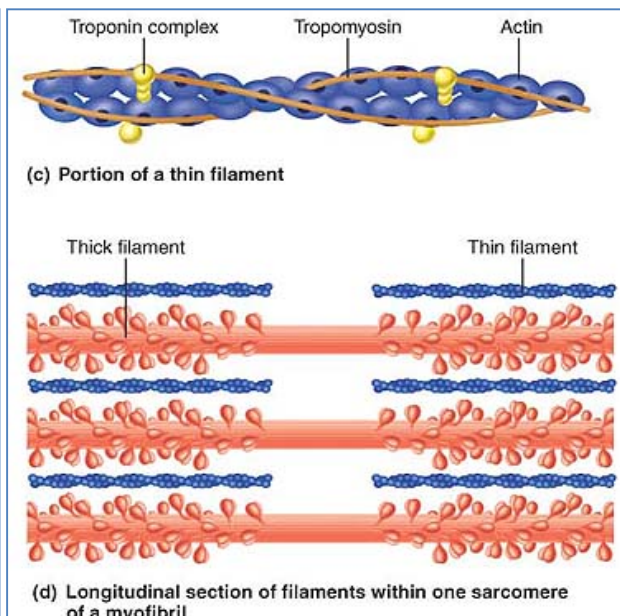 Troponin complex Tropomyosin Actin
(c) Portion of a thin filament
Thick filament Thin filament
(d) Longitudinal section of filaments within one sarcomere
of a myofibril